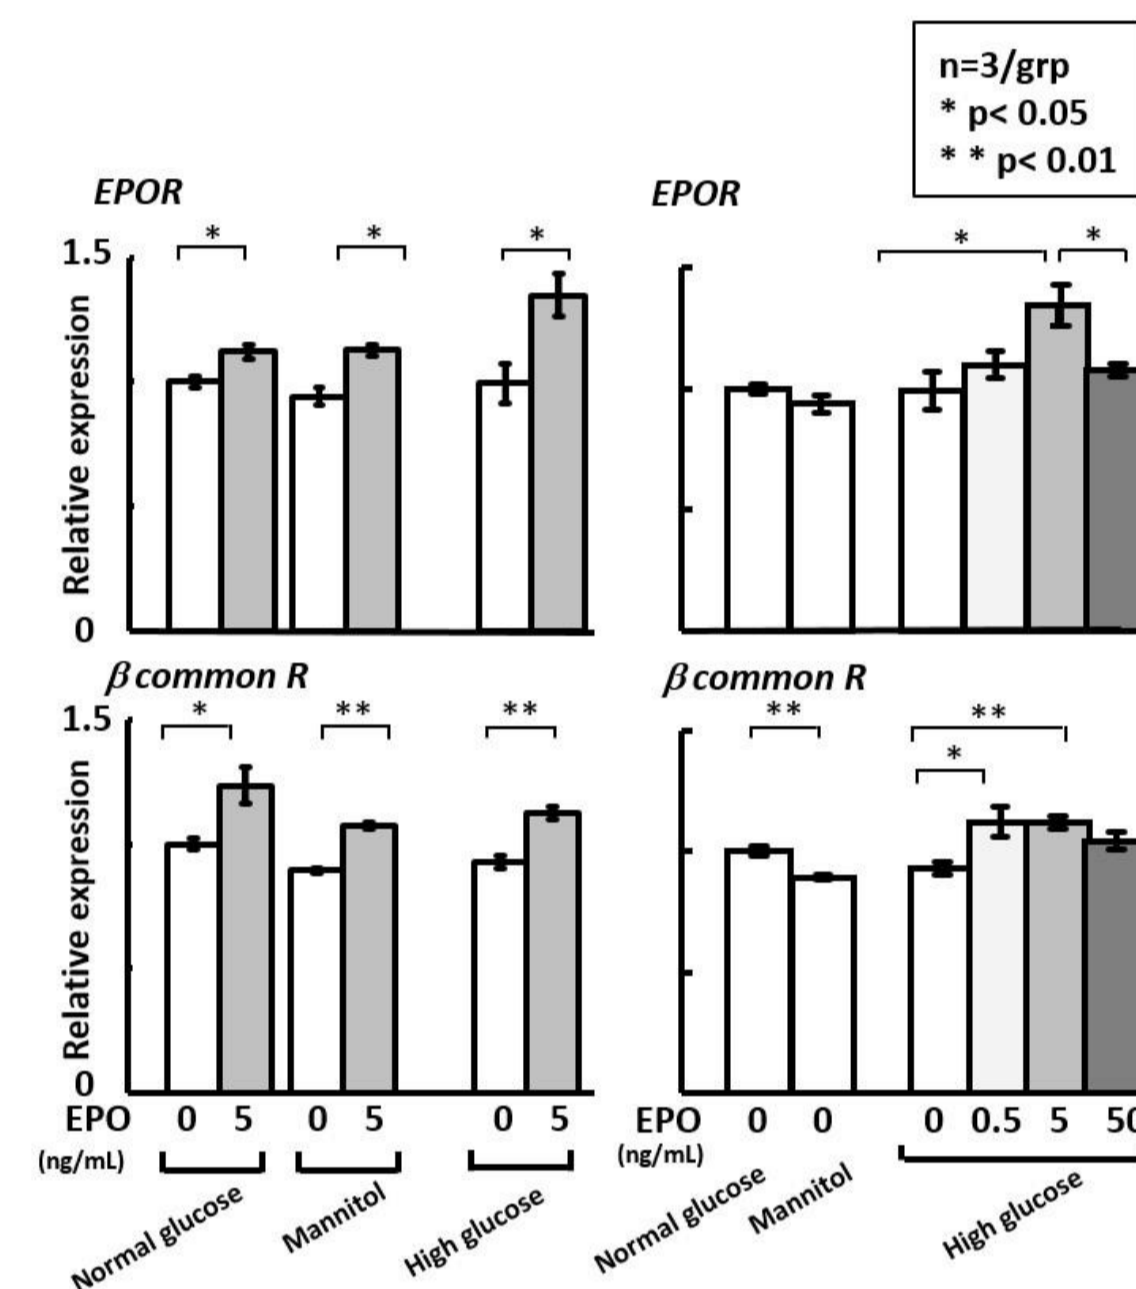 n=3/grp
* p< 0.05
* * p< 0.01
EPOR
* * *
1.5
Relative expression
0
EPOR
* *
β common R
* ** **
1.5
Relative expression
0
β common R
** **
*
EPO 0 5 0 5 0 5
(ng/mL)
Normal glucose
Mannitol
High glucose
EPO 0 0 0 0.5 5 50
(ng/mL)
Normal glucose
Mannitol
High glucose